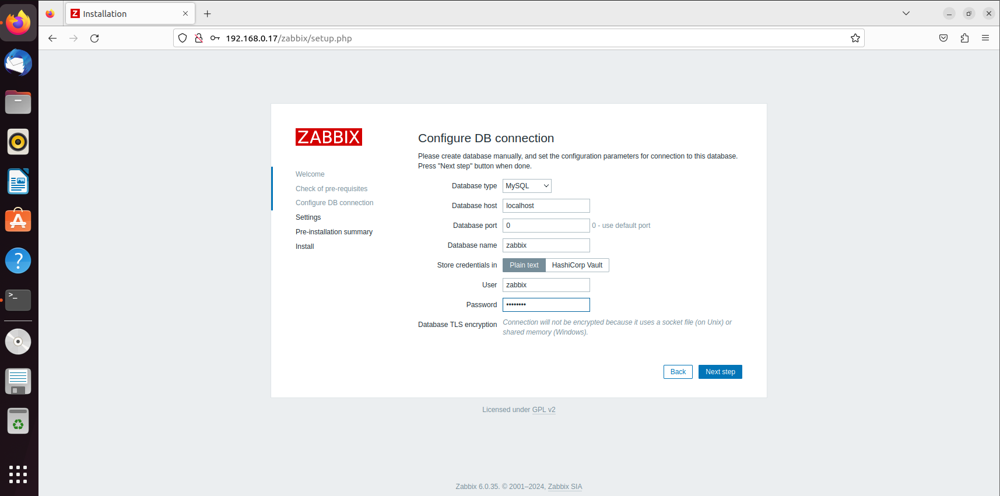 Installation
192.168.0.17/zabbix/setup.php
ZABBIX
Welcome
Check of pre-requisites
Configure DB connection
Settings
Pre-installation summary
Install
Configure DB connection
Please create database manually, and set the configuration parameters for connection to this database.
Press "Next step" button when done.
Database type MySQL
Database host localhost
Database port 0 0 - use default port
Database name zabbix
Store credentials in Plain text HashiCorp Vault
User zabbix
Password ••••••••
Database TLS encryption Connection will not be encrypted because it uses a socket file (on Unix) or
shared memory (Windows).
Back Next step
Licensed under GPL v2
Zabbix 6.0.35. © 2001–2024, Zabbix SIA